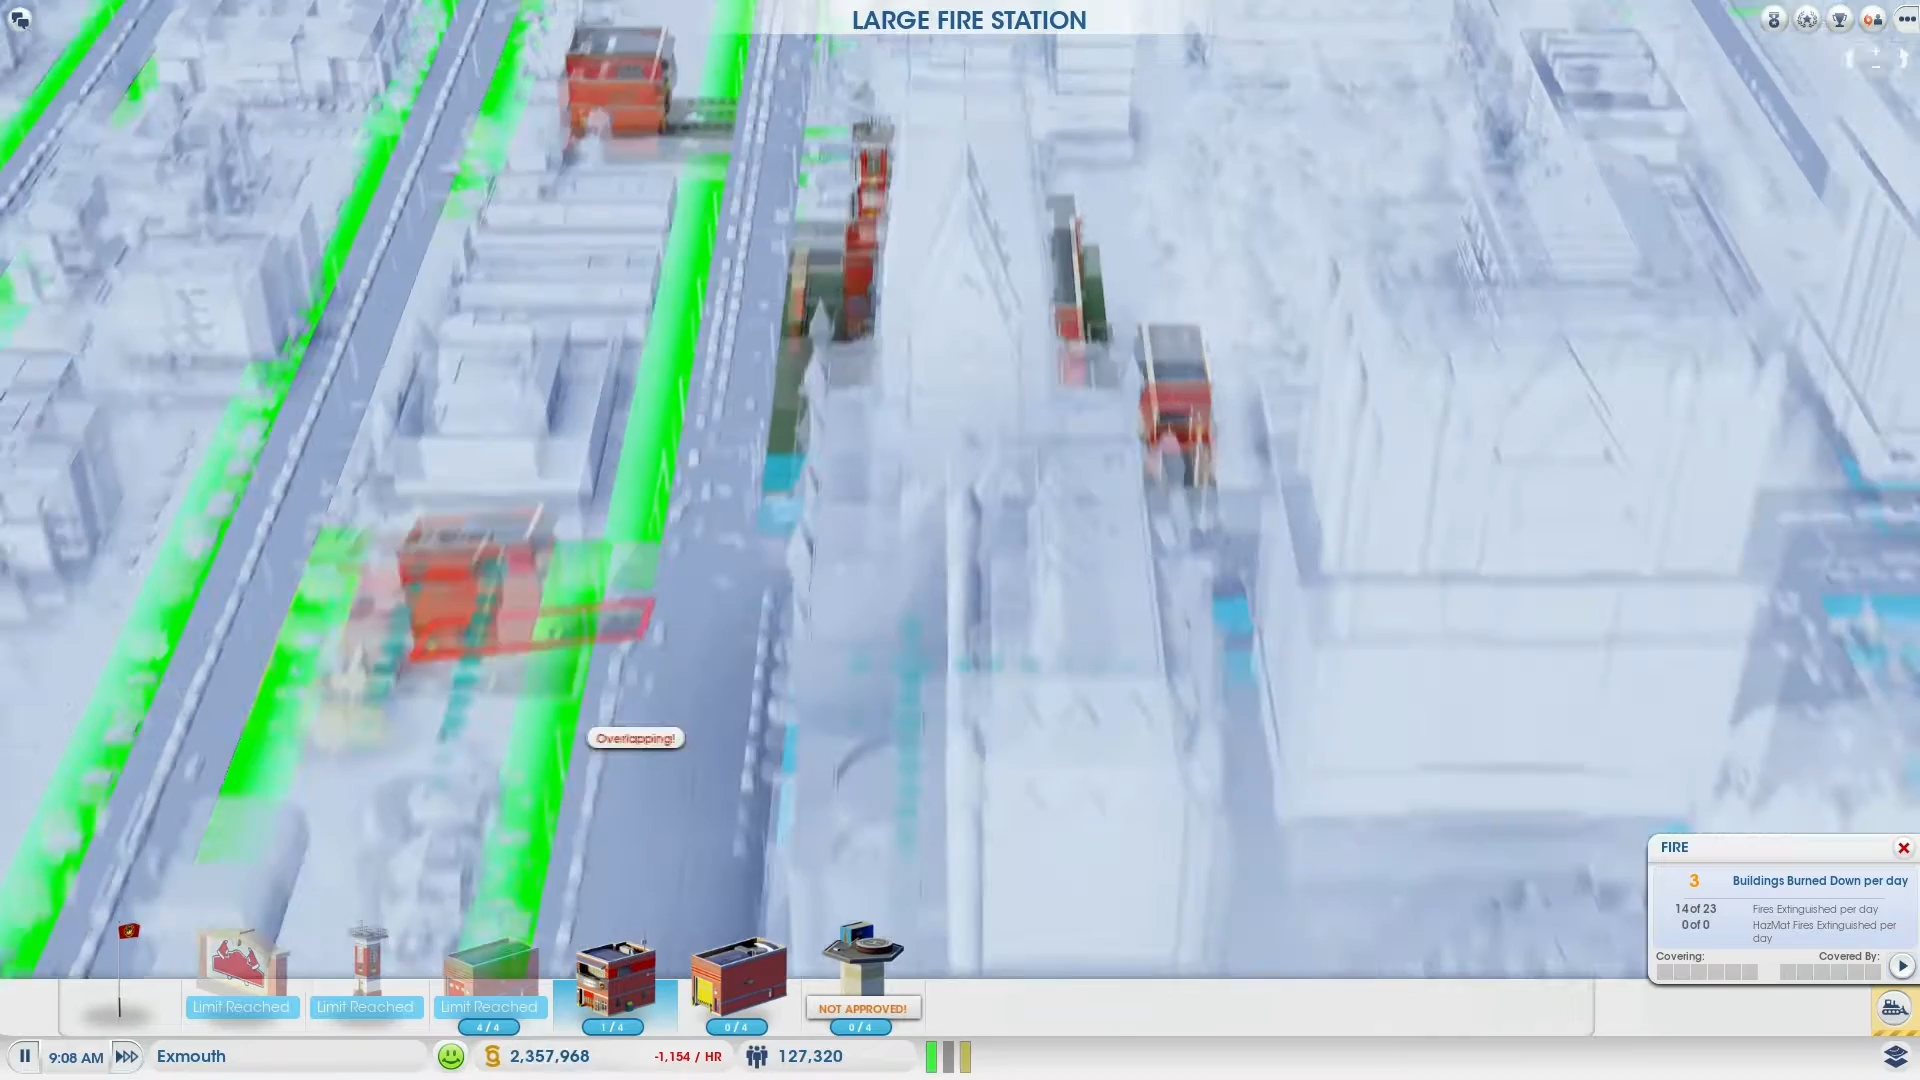 LARGE FIRE STATION
Overlapping!
FIRE
3 Buildings Burned Down per day
14 of 23 Fires Extinguished per day
0 of 0 HazMat Fires Extinguished per
day
Covering: Covered By:
Limit Reached
Limit Reached
Limit Reached
NOT APPROVED!
4 / 4
1 / 4
0 / 4
0 / 4
9:08 AM
Exmouth
2,357,968
-1,154 / HR
127,320